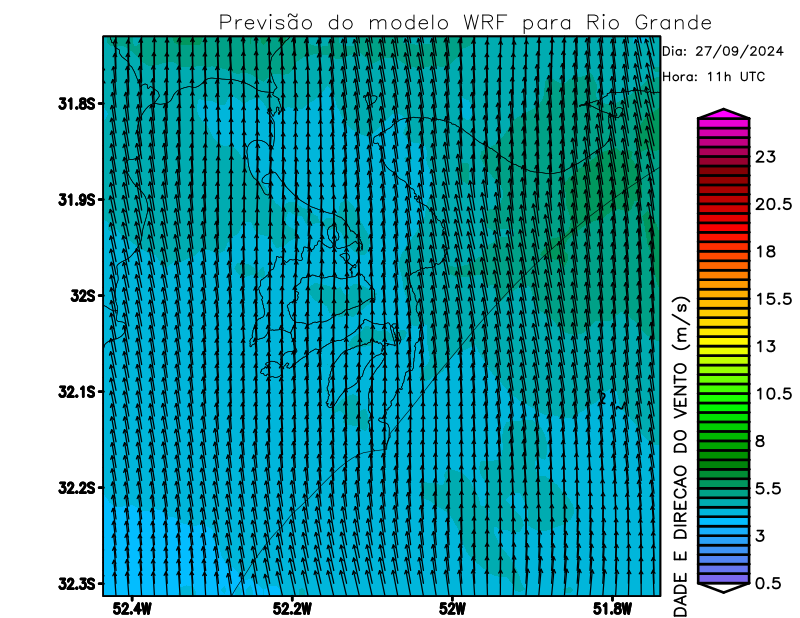 Previsão do modelo WRF para Rio Grande
Dia: 27/09/2024
Hora: 11h UTC
31.8S
31.9S
32S
32.1S
32.2S
32.3S
52.4W
52.2W
52W
51.8W
23
20.5
18
15.5
13
10.5
8
5.5
3
0.5
DADE E DIRECAO DO VENTO (m/s)